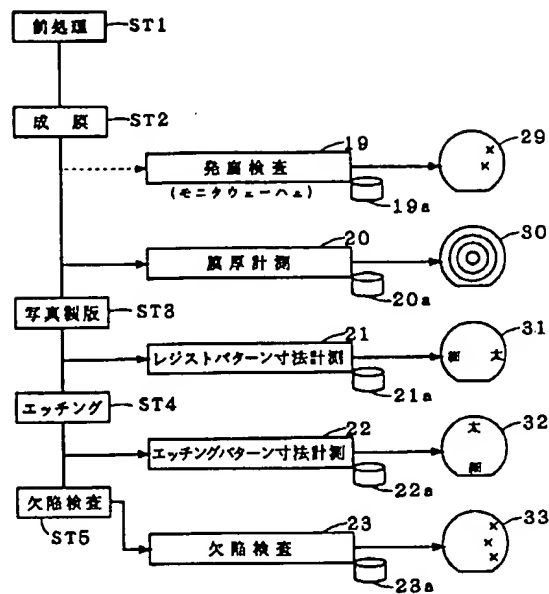 前処理
ST1
成膜
ST2
19
29
発塵検査
(モニタウェーハ上)
19a
20
30
膜厚計測
20a
写真製版
ST3
21
31
レジストパターン寸法計測
細 太
21a
エッチング
ST4
22
32
太
エッチングパターン寸法計測
細
22a
欠陥検査
ST5
23
33
欠陥検査
23a